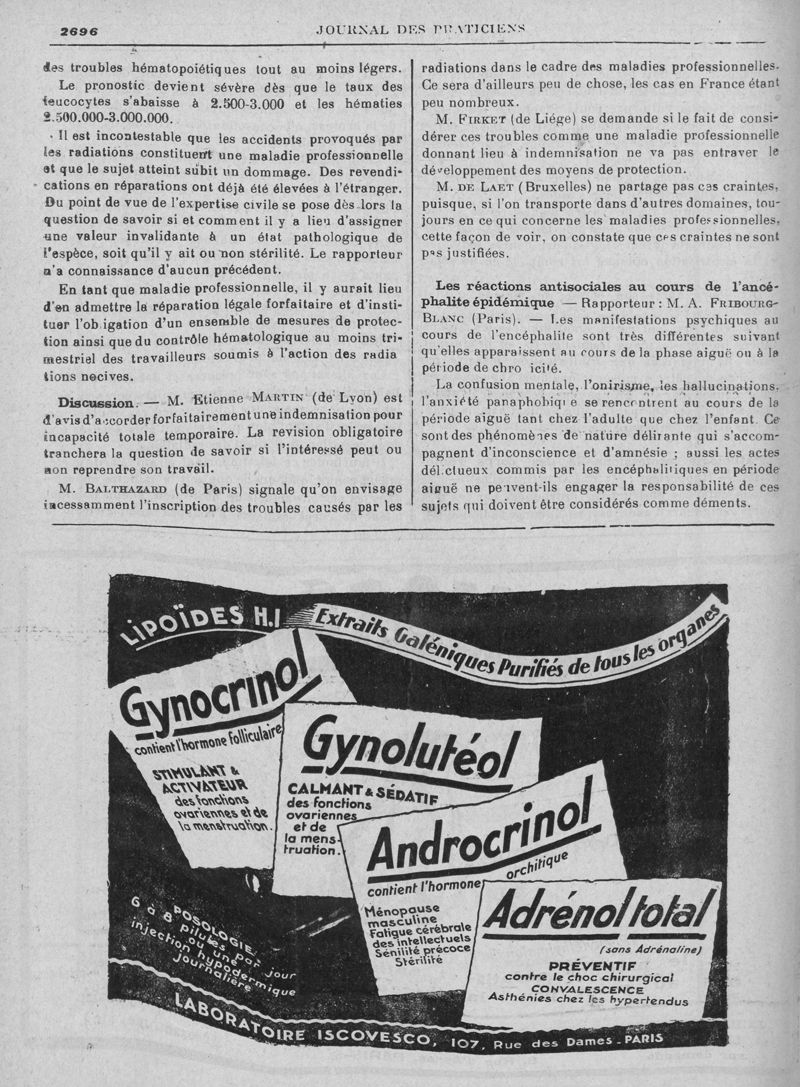 2696
JOURNAL DES PRATICIENS
des troubles hématopoiétiques tout au moins légers.
Le pronostic devient sévère dès que le taux des
leucocytes s'abaisse à 2.500-3.000 et les hématies
2.500.000-3.000.000.
Il est incontestable que les accidents provoqués par
les radiations constituent une maladie professionnelle
et que le sujet atteint subit un dommage. Des revendi-
cations en réparations ont déjà été élevées à l'étranger.
Du point de vue de l'expertise civile se pose dès lors la
question de savoir si et comment il y a lieu d'assigner
une valeur invalidante à un état pathologique de
l'espèce, soit qu'il y ait ou non stérilité. Le rapporteur
n'a connaissance d'aucun précédent.
En tant que maladie professionnelle, il y aurait lieu
d'en admettre la réparation légale forfaitaire et d'insti-
tuer l'obligation d'un ensemble de mesures de protec-
tion ainsi que du contrôle hématologique au moins tri-
mestriel des travailleurs soumis à l'action des radia
tions nocives.
Discussion. — M. Etienne MARTIN (de Lyon) est
d'avis d'accorder forfaitairement une indemnisation pour
incapacité totale temporaire. La revision obligatoire
tranchera la question de savoir si l'intéressé peut ou
non reprendre son travail.
M. BALTHAZARD (de Paris) signale qu'on envisage
incessamment l'inscription des troubles causés par les
radiations dans le cadre des maladies professionnelles.
Ce sera d'ailleurs peu de chose, les cas en France étant
peu nombreux.
M. FIRKET (de Liége) se demande si le fait de consi-
dérer ces troubles comme une maladie professionnelle
donnant lieu à indemnisation ne va pas entraver le
développement des moyens de protection.
M. DE LAET (Bruxelles) ne partage pas ces craintes,
puisque, si l'on transporte dans d'autres domaines, tou-
jours en ce qui concerne les maladies professionnelles,
cette façon de voir, on constate que ces craintes ne sont
pas justifiées.
Les réactions antisociales au cours de l'encé-
phalite épidémique — Rapporteur : M. A. FRIBOURG-
BLANC (Paris). — Les manifestations psychiques au
cours de l'encéphalite sont très différentes suivant
qu'elles apparaissent au cours de la phase aiguë ou à la
période de chronicité.
La confusion mentale, l'onirisme, les hallucinations,
l'anxiété panaphobique se rencontrent au cours de la
période aiguë tant chez l'adulte que chez l'enfant. Ce
sont des phénomènes de nature délirante qui s'accom-
pagnent d'inconscience et d'amnésie ; aussi les actes
délictueux commis par les encéphalitiques en période
aiguë ne peuvent-ils engager la responsabilité de ces
sujets qui doivent être considérés comme déments.
LIPOÏDES H.I
Extraits Galéniques Purifiés de tous les organes
Gynocrinol
contient l'hormone folliculaire
STIMULANT &
ACTIVATEUR
des fonctions
ovariennes et de
la menstruation.
Gynolutéol
CALMANT & SÉDATIF
des fonctions
ovariennes
et de
la mens-
truation.
Androcrinol
contient l'hormone orchitique
Ménopause
masculine
Fatigue cérébrale
des intellectuels
Sénilité précoce
Stérilité
Adrénol total
(sans Adrénaline)
PRÉVENTIF
contre le choc chirurgical
CONVALESCENCE
Asthénies chez les hypertendus
POSOLOGIE.
6 à 8 pilules par jour
ou une
injection hypodermique
journalière
LABORATOIRE ISCOVESCO, 107, Rue des Dames - PARIS